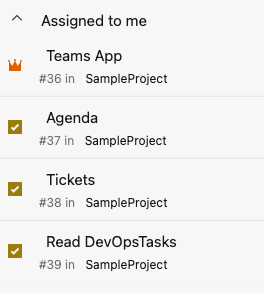 Assigned to me
Teams App
#36 in SampleProject
Agenda
#37 in SampleProject
Tickets
#38 in SampleProject
Read DevOpsTasks
#39 in SampleProject